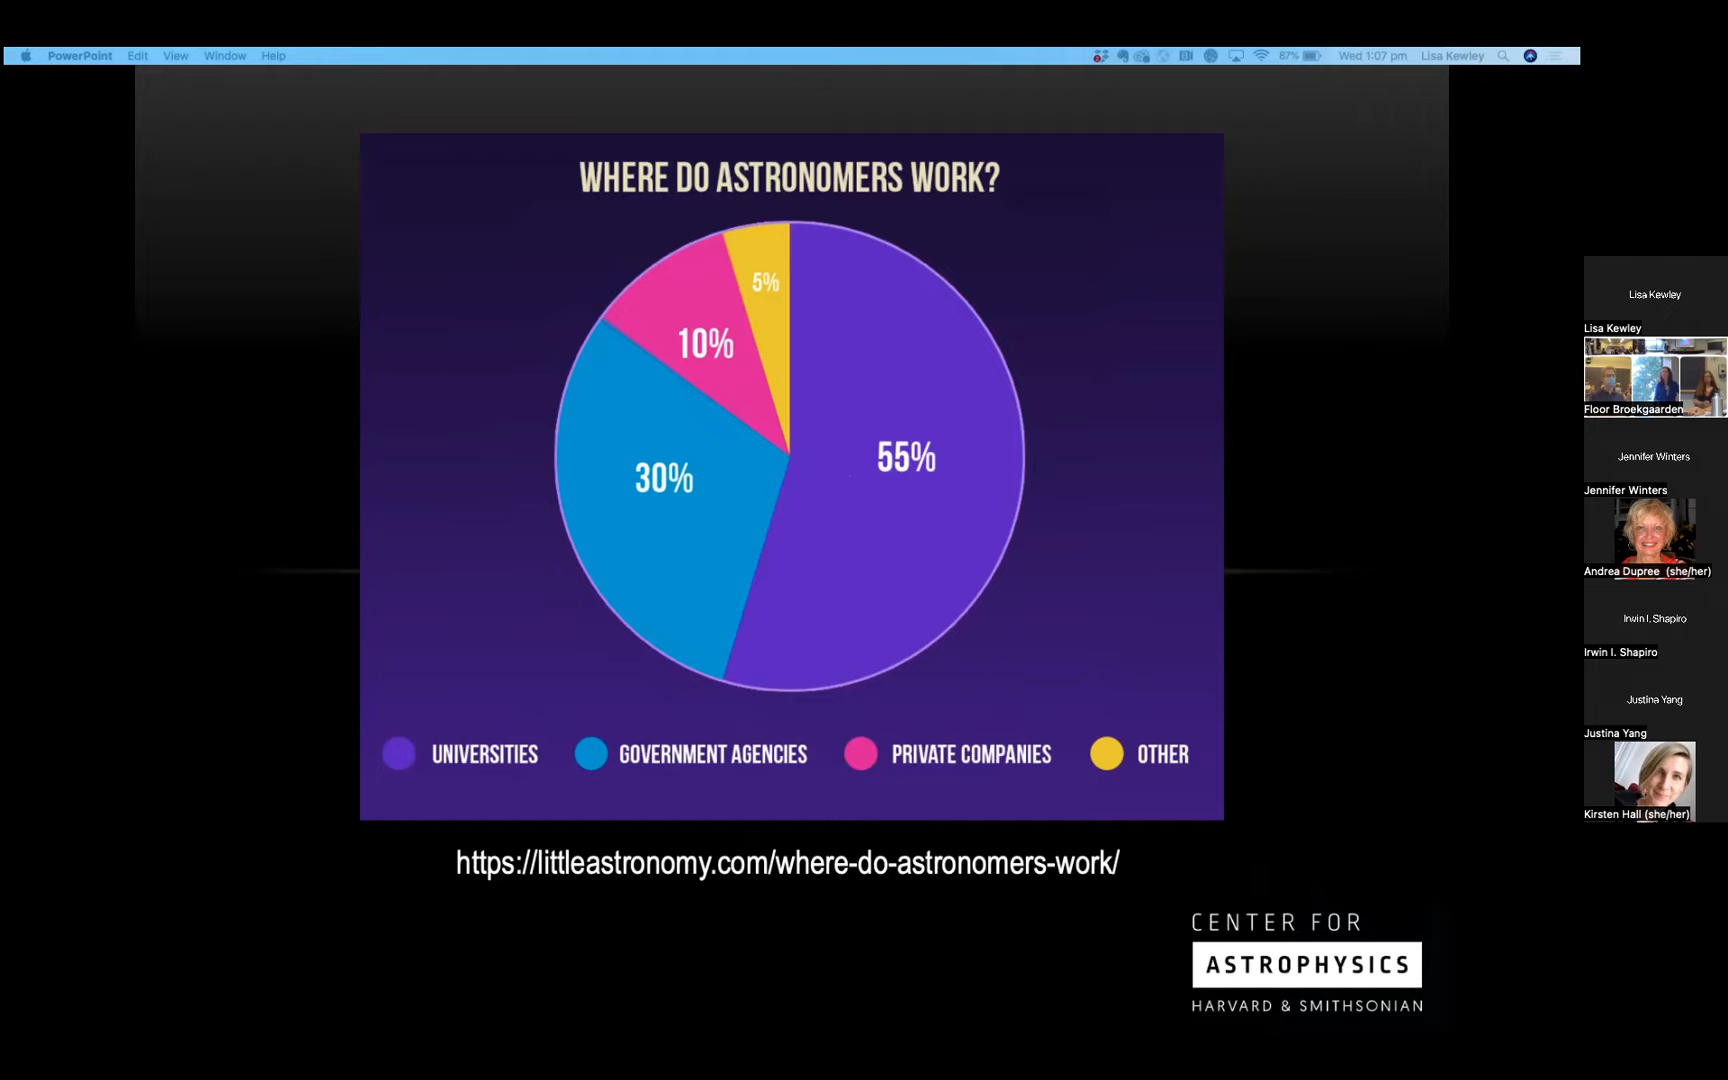 PowerPoint Edit View Window Help
67% Wed 1:07 pm Lisa Kewley
WHERE DO ASTRONOMERS WORK?
5%
10%
55%
30%
UNIVERSITIES GOVERNMENT AGENCIES PRIVATE COMPANIES OTHER
https://littleastronomy.com/where-do-astronomers-work/
CENTER FOR
ASTROPHYSICS
HARVARD & SMITHSONIAN
Lisa Kewley
Lisa Kewley
Floor Broekgaarden
Jennifer Winters
Jennifer Winters
Andrea Dupree (she/her)
Irwin I. Shapiro
Irwin I. Shapiro
Justina Yang
Justina Yang
Kirsten Hall (she/her)